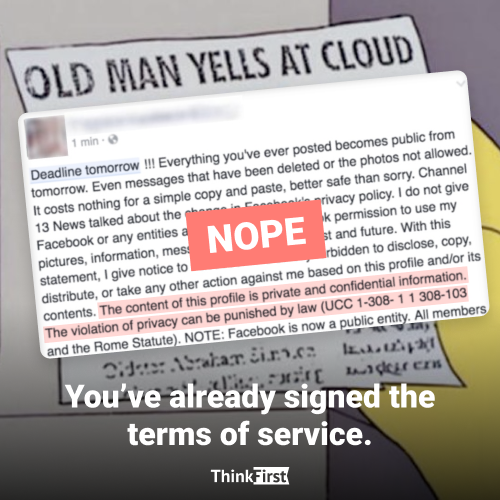 OLD MAN YELLS AT CLOUD
1 min ·
Deadline tomorrow !!! Everything you've ever posted becomes public from
tomorrow. Even messages that have been deleted or the photos not allowed.
It costs nothing for a simple copy and paste, better safe than sorry. Channel
13 News talked about the change in Facebook's privacy policy. I do not give
Facebook or any entities a k permission to use my
pictures, information, mess st and future. With this
statement, I give notice to rbidden to disclose, copy,
distribute, or take any other action against me based on this profile and/or its
contents. The content of this profile is private and confidential information.
The violation of privacy can be punished by law (UCC 1-308- 1 1 308-103
and the Rome Statute). NOTE: Facebook is now a public entity. All members
NOPE
You've already signed the
terms of service.
ThinkFirst